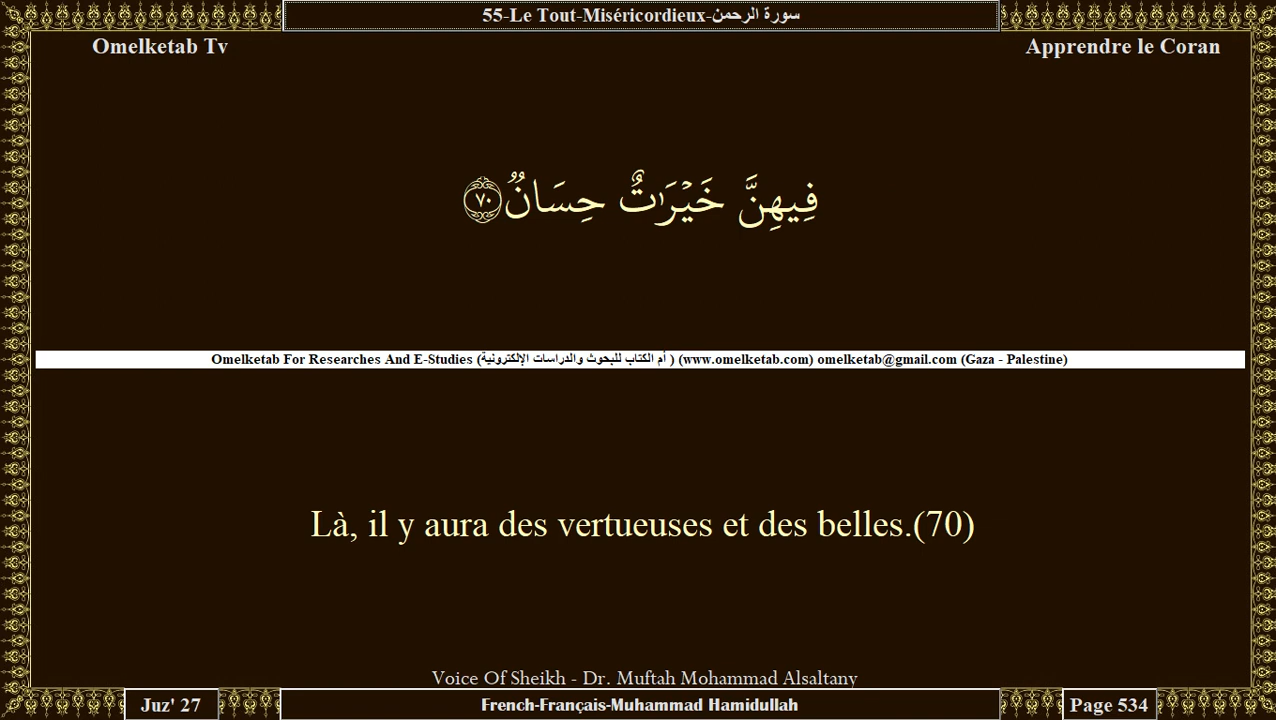 55-Le Tout-Miséricordieux-سورة الرحمن
Omelketab Tv
Apprendre le Coran
فِيهِنَّ خَيۡرَٰتٌ حِسَانٞ ٧٠
Omelketab For Researches And E-Studies (أم الكتاب للبحوث والدراسات الإلكترونية ) (www.omelketab.com) omelketab@gmail.com (Gaza - Palestine)
Là, il y aura des vertueuses et des belles.(70)
Voice Of Sheikh - Dr. Muftah Mohammad Alsaltany
Juz' 27
French-Français-Muhammad Hamidullah
Page 534